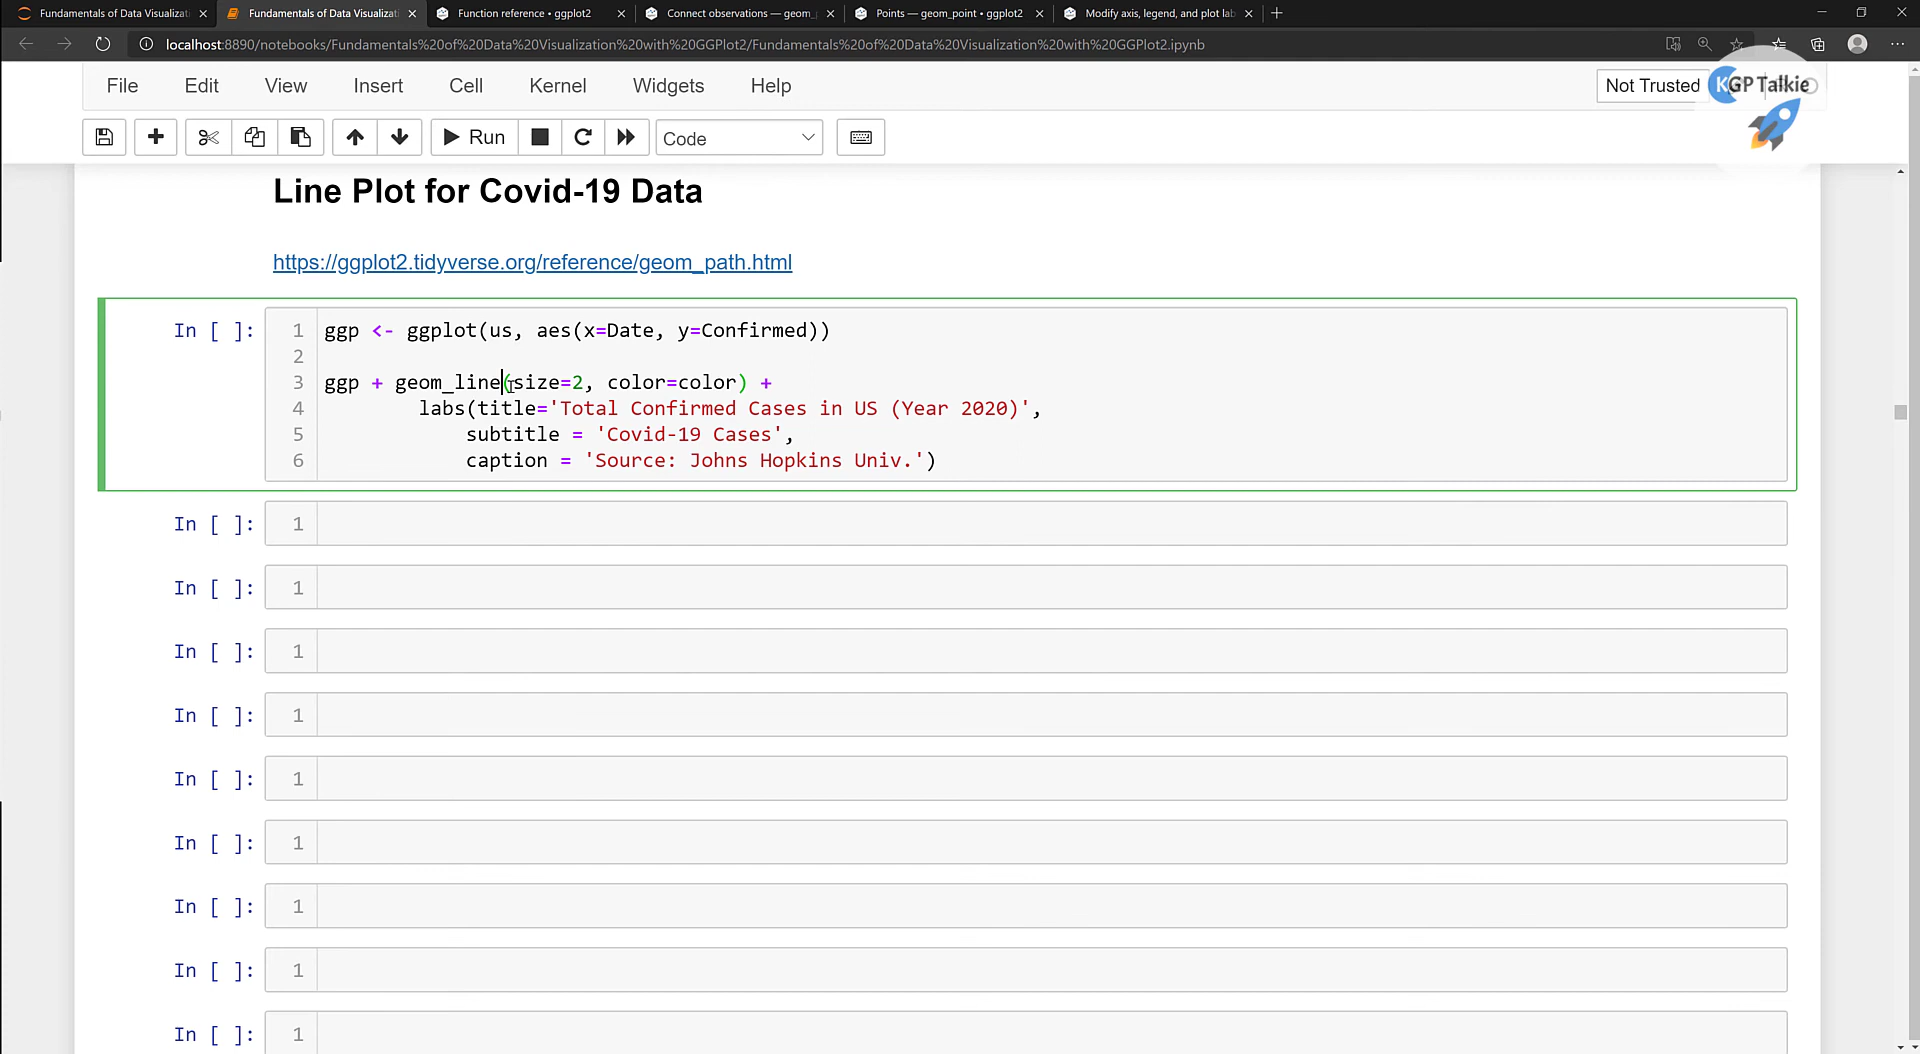 Fundamentals of Data Visualizati
Fundamentals of Data Visualizati
Function reference • ggplot2
Connect observations — geom_p
Points — geom_point • ggplot2
Modify axis, legend, and plot lab
localhost:8890/notebooks/Fundamentals%20of%20Data%20Visualization%20with%20GGPlot2/Fundamentals%20of%20Data%20Visualization%20with%20GGPlot2.ipynb
File Edit View Insert Cell Kernel Widgets Help
Not Trusted
KGP Talkie
Run
Code
Line Plot for Covid-19 Data
https://ggplot2.tidyverse.org/reference/geom_path.html
In [ ]: 1 ggp <- ggplot(us, aes(x=Date, y=Confirmed))
2
3 ggp + geom_line(size=2, color=color) +
4 labs(title='Total Confirmed Cases in US (Year 2020)',
5 subtitle = 'Covid-19 Cases',
6 caption = 'Source: Johns Hopkins Univ.')
In [ ]: 1
In [ ]: 1
In [ ]: 1
In [ ]: 1
In [ ]: 1
In [ ]: 1
In [ ]: 1
In [ ]: 1
In [ ]: 1